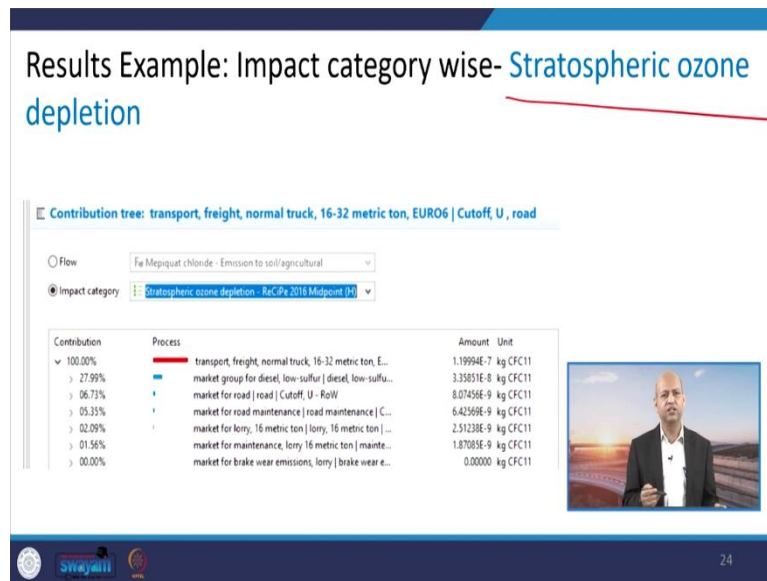 Results Example: Impact category wise- Stratospheric ozone
depletion
Contribution tree: transport, freight, normal truck, 16-32 metric ton, EURO6 | Cutoff, U , road
Flow Mepiquat chloride - Emission to soil/agricultural
Impact category Stratospheric ozone depletion - ReCiPe 2016 Midpoint (H)
Contribution Process Amount Unit
100.00% transport, freight, normal truck, 16-32 metric ton, E... 1.19994E-7 kg CFC11
27.99% market group for diesel, low-sulfur | diesel, low-sulfu... 3.35851E-8 kg CFC11
06.73% market for road | road | Cutoff, U - RoW 8.07456E-9 kg CFC11
05.35% market for road maintenance | road maintenance | C... 6.42569E-9 kg CFC11
02.09% market for lorry, 16 metric ton | lorry, 16 metric ton | ... 2.51238E-9 kg CFC11
01.56% market for maintenance, lorry 16 metric ton | mainte... 1.87085E-9 kg CFC11
00.00% market for brake wear emissions, lorry | brake wear e... 0.00000 kg CFC11
swayam
24